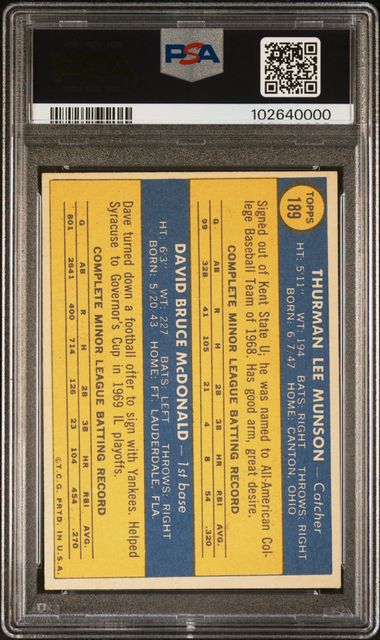 PSA
102640000
TOPPS
189
THURMAN LEE MUNSON — Catcher
HT: 5'11" WT: 194 BATS: RIGHT THROWS: RIGHT
BORN: 6 7 47 HOME: CANTON, OHIO
Signed out of Kent State U; he was named to All-American Col-
lege Baseball Team of 1968. Has good arm, great desire.
COMPLETE MINOR LEAGUE BATTING RECORD
G AB R H 2B 3B HR RBI AVG.
99 328 41 105 21 4 8 54 .320
DAVID BRUCE McDONALD — 1st base
HT: 6'3" WT: 227 BATS: LEFT THROWS: RIGHT
BORN: 5 20 43 HOME: FT. LAUDERDALE, FLA.
Dave turned down a football offer to sign with Yankees. Helped
Syracuse to Governor's Cup in 1969 IL playoffs.
COMPLETE MINOR LEAGUE BATTING RECORD
G AB R H 2B 3B HR RBI AVG.
801 2641 400 714 126 23 104 454 .270
©T.C.G. PRTD. IN U.S.A.